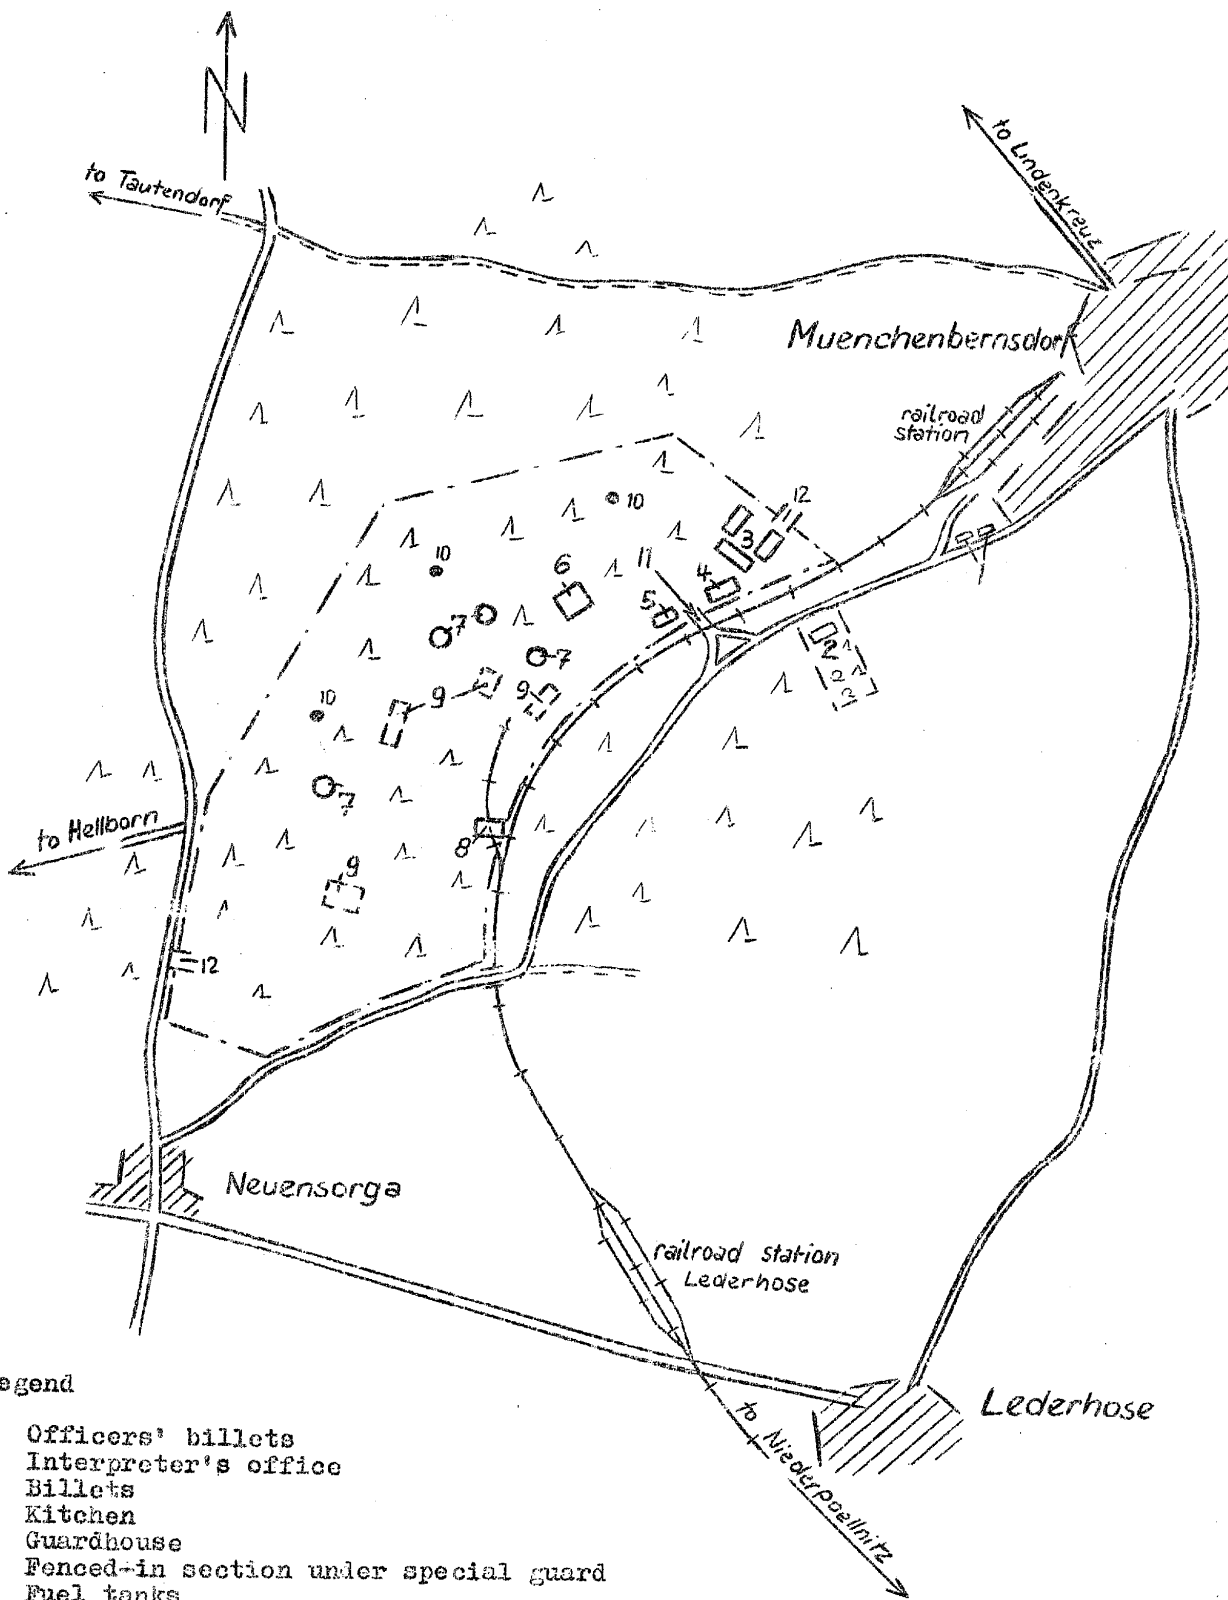 N
to Tautendorf
to Lindenkreuz
Muenchenbernsdorf
railroad
station
10
12
3
11
10
6
4
5
7
7
2
9
9
10
7
to Hellborn
8
9
12
Neuensorga
railroad station
Lederhose
Lederhose
to Niederpoellnitz
egend
Officers' billets
Interpreter's office
Billets
Kitchen
Guardhouse
Fenced-in section under special guard
Fuel tanks